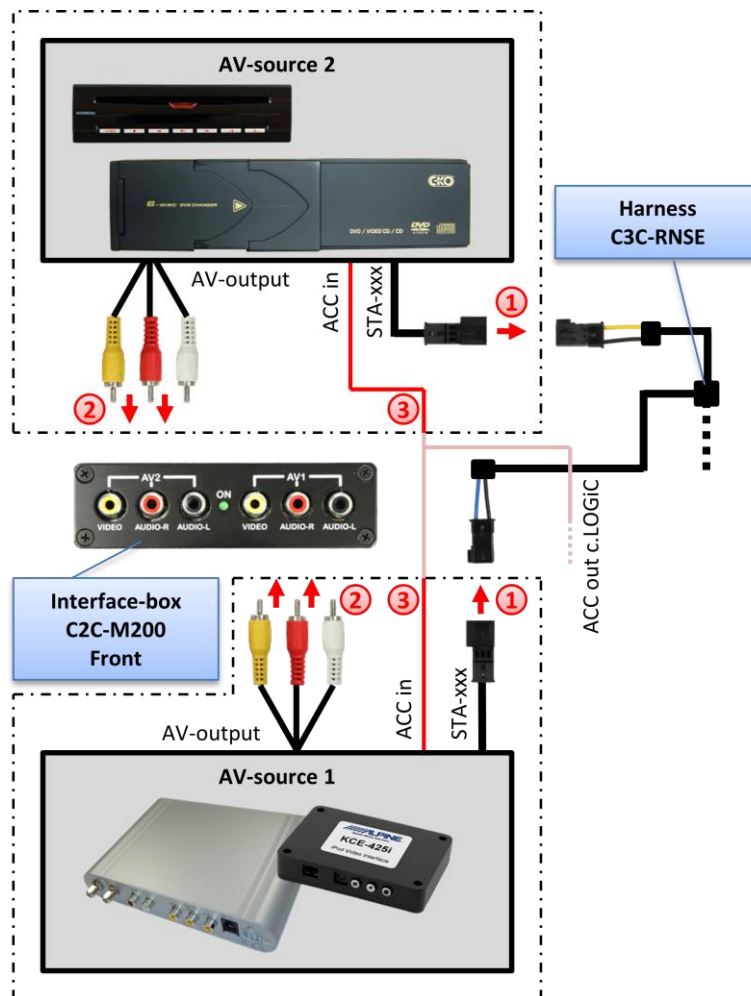 AV-source 2
6-DISC DVD CHANGER
DVD / VIDEO CD / CD
DVD
AV-output
ACC in
STA-xxx
1
Harness
C3C-RNSE
2
3
AV2
ON
AV1
VIDEO
AUDIO-R
AUDIO-L
VIDEO
AUDIO-R
AUDIO-L
ACC out c.LOGiC
Interface-box
C2C-M200
Front
2
3
1
AV-output
ACC in
STA-xxx
AV-source 1
ALPINE
KCE-425i
iPod Video Interface